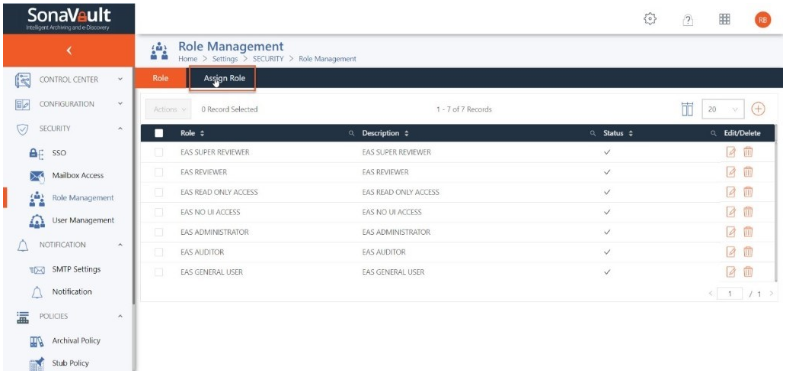 SonaVault
Intelligent Archiving and e-Discovery
RB
Role Management
Home > Settings > SECURITY > Role Management
CONTROL CENTER
CONFIGURATION
SECURITY
SSO
Mailbox Access
Role Management
User Management
NOTIFICATION
SMTP Settings
Notification
POLICIES
Archival Policy
Stub Policy
Role Assign Role
Actions 0 Record Selected 1 - 7 of 7 Records 20
Role Description Status Edit/Delete
EAS SUPER REVIEWER EAS SUPER REVIEWER
EAS REVIEWER EAS REVIEWER
EAS READ ONLY ACCESS EAS READ ONLY ACCESS
EAS NO UI ACCESS EAS NO UI ACCESS
EAS ADMINISTRATOR EAS ADMINISTRATOR
EAS AUDITOR EAS AUDITOR
EAS GENERAL USER EAS GENERAL USER
< 1 / 1 >